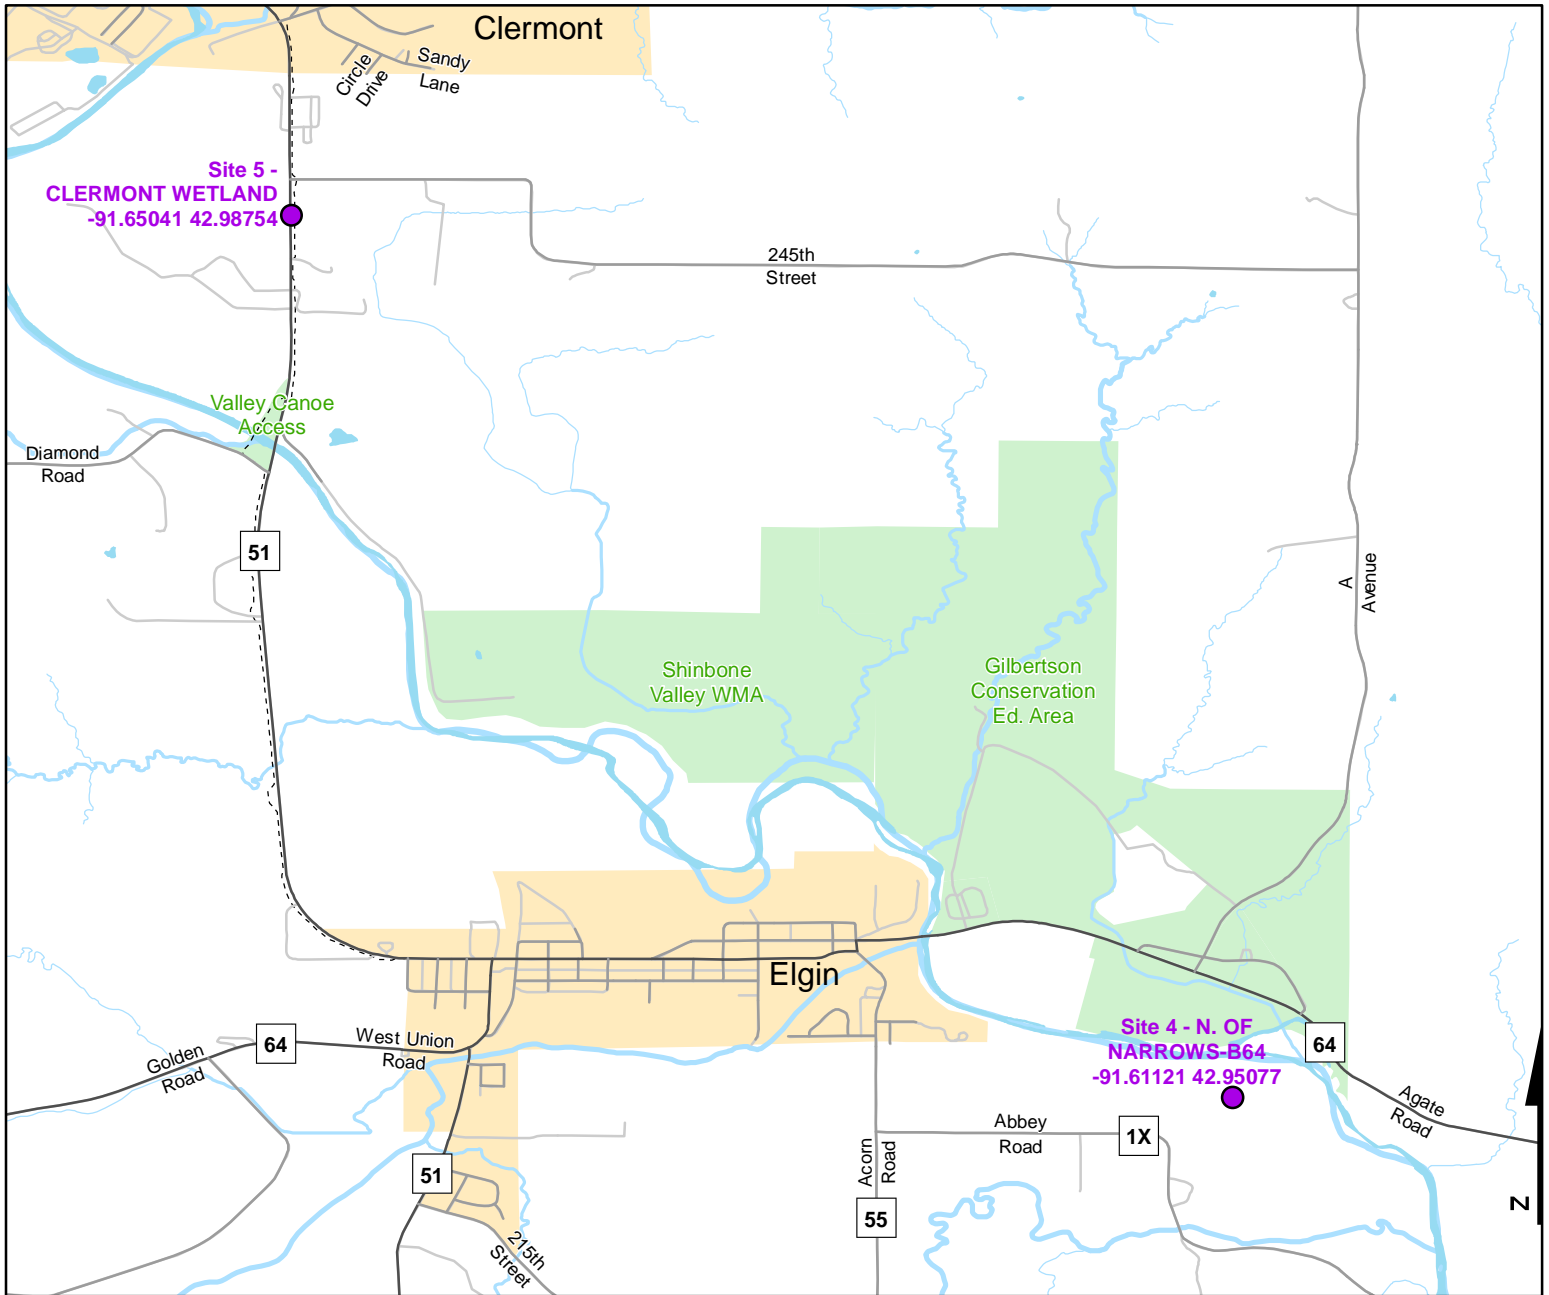 Clermont
Sandy
Lane
Circle
Drive
Site 5 -
CLERMONT WETLAND
-91.65041 42.98754
245th
Street
Valley Canoe
Access
Diamond
Road
51
A
Avenue
Shinbone
Valley WMA
Gilbertson
Conservation
Ed. Area
Elgin
Golden
Road
64
West Union
Road
Site 4 - N. OF
NARROWS-B64
-91.61121 42.95077
64
Agate
Road
Abbey
Road
1X
Acorn
Road
51
55
215th
Street
N